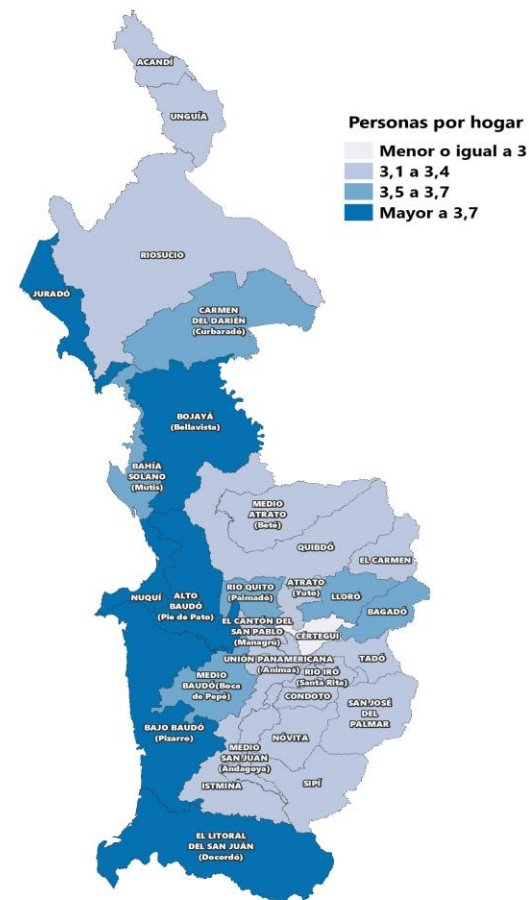 ACANDÍ
UNGUÍA
Personas por hogar
Menor o igual a 3
3,1 a 3,4
3,5 a 3,7
Mayor a 3,7
RIOSUCIO
JURADÓ
CARMEN
DEL DARIÉN
(Curbaradó)
BOJAYÁ
(Bellavista)
BAHÍA
SOLANO
(Mutis)
MEDIO
ATRATO
(Beté)
QUIBDÓ
EL CARMEN
NUQUÍ
ALTO
BAUDÓ
(Pie de Pato)
RIO QUITO
(Paimadó)
ATRATO
(Yuto)
LLORÓ
BAGADÓ
EL CANTÓN DEL
SAN PABLO
(Managrú)
CÉRTEGUI
UNIÓN PANAMERICANA
(Ánimas)
TADÓ
RIO IRÓ
(Santa Rita)
MEDIO
BAUDÓ(Boca
de Pepé)
CONDOTO
SAN JOSÉ
DEL
PALMAR
BAJO BAUDÓ
(Pizarro)
NÓVITA
MEDIO
SAN JUAN
(Andagoya)
ISTMINA
SIPÍ
EL LITORAL
DEL SAN JUÁN
(Docordó)